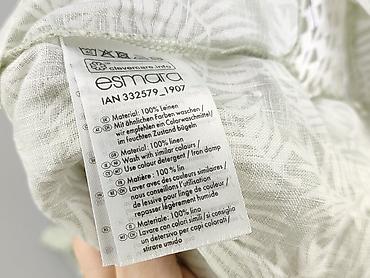 clevercare.info
esmara
IAN 332579_1907
Material: 100% Leinen
Mit ähnlichen Farben waschen /
wir empfehlen ein Colorwaschmittel/
im feuchten Zustand bügeln
Material: 100% linen
Wash with similar colours /
Use colour detergent / Iron damp
Matière: 100% lin
Laver avec des couleurs similaires /
nous conseillons l'utilisation
de lessive pour linge de couleur /
repasser légèrement humide
Materiale: 100% lino
Lavare con colori simili / si consiglia
un detersivo per capi colorati /
stirare umido